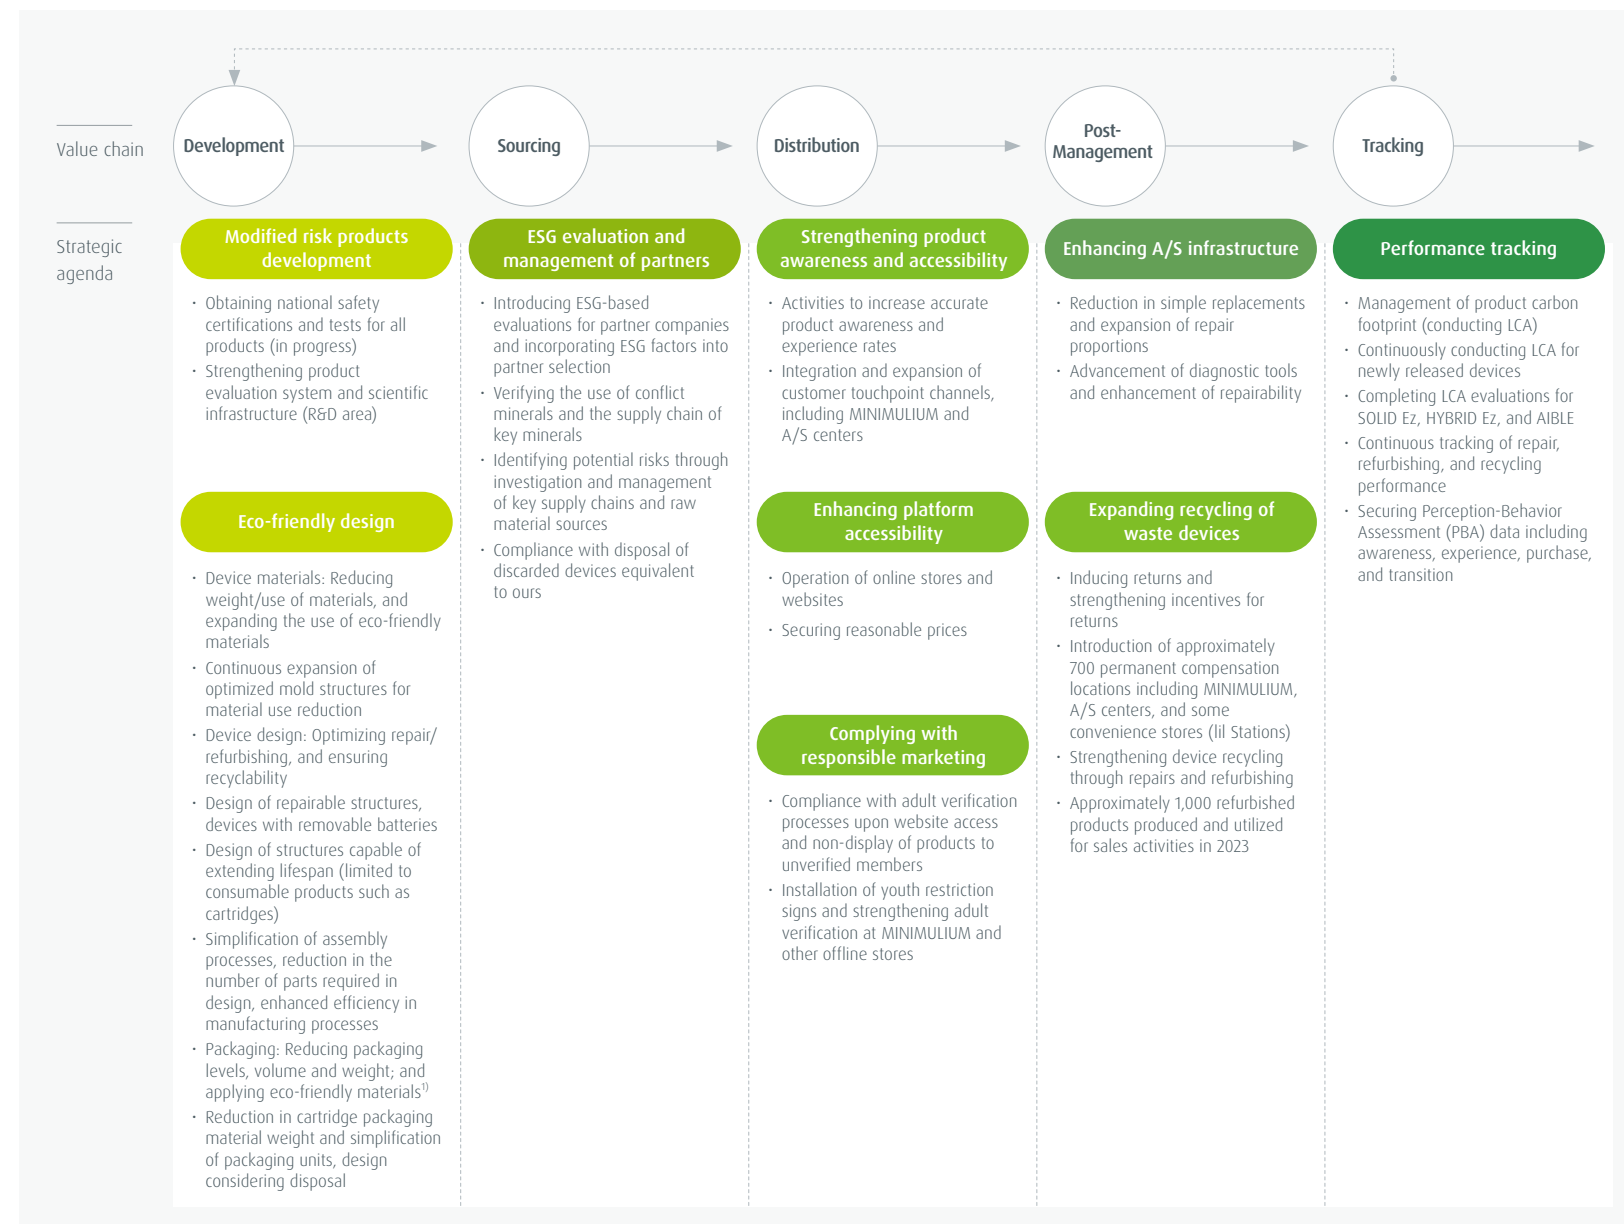 Value chain
Development
Sourcing
Distribution
Post-
Management
Tracking
Strategic
agenda
Modified risk products
development
· Obtaining national safety
certifications and tests for all
products (in progress)
· Strengthening product
evaluation system and scientific
infrastructure (R&D area)
Eco-friendly design
· Device materials: Reducing
weight/use of materials, and
expanding the use of eco-friendly
materials
· Continuous expansion of
optimized mold structures for
material use reduction
· Device design: Optimizing repair/
refurbishing, and ensuring
recyclability
· Design of repairable structures,
devices with removable batteries
· Design of structures capable of
extending lifespan (limited to
consumable products such as
cartridges)
· Simplification of assembly
processes, reduction in the
number of parts required in
design, enhanced efficiency in
manufacturing processes
· Packaging: Reducing packaging
levels, volume and weight; and
applying eco-friendly materials1)
· Reduction in cartridge packaging
material weight and simplification
of packaging units, design
considering disposal
ESG evaluation and
management of partners
· Introducing ESG-based
evaluations for partner companies
and incorporating ESG factors into
partner selection
· Verifying the use of conflict
minerals and the supply chain of
key minerals
· Identifying potential risks through
investigation and management
of key supply chains and raw
material sources
· Compliance with disposal of
discarded devices equivalent
to ours
Strengthening product
awareness and accessibility
· Activities to increase accurate
product awareness and
experience rates
· Integration and expansion of
customer touchpoint channels,
including MINIMULIUM and
A/S centers
Enhancing platform
accessibility
· Operation of online stores and
websites
· Securing reasonable prices
Complying with
responsible marketing
· Compliance with adult verification
processes upon website access
and non-display of products to
unverified members
· Installation of youth restriction
signs and strengthening adult
verification at MINIMULIUM and
other offline stores
Enhancing A/S infrastructure
· Reduction in simple replacements
and expansion of repair
proportions
· Advancement of diagnostic tools
and enhancement of repairability
Expanding recycling of
waste devices
· Inducing returns and
strengthening incentives for
returns
· Introduction of approximately
700 permanent compensation
locations including MINIMULIUM,
A/S centers, and some
convenience stores (lil Stations)
· Strengthening device recycling
through repairs and refurbishing
· Approximately 1,000 refurbished
products produced and utilized
for sales activities in 2023
Performance tracking
· Management of product carbon
footprint (conducting LCA)
· Continuously conducting LCA for
newly released devices
· Completing LCA evaluations for
SOLID Ez, HYBRID Ez, and AIBLE
· Continuous tracking of repair,
refurbishing, and recycling
performance
· Securing Perception-Behavior
Assessment (PBA) data including
awareness, experience, purchase,
and transition